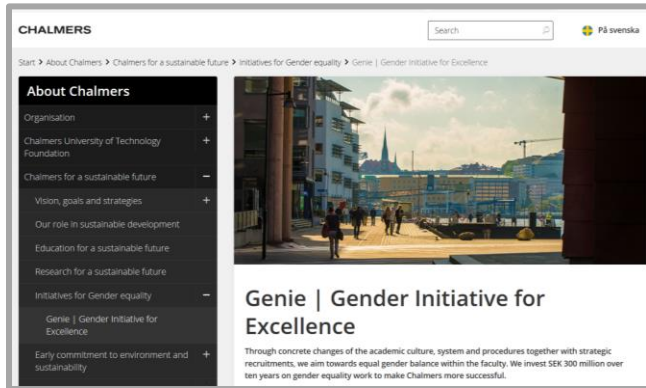 CHALMERS
Search
På svenska
Start > About Chalmers > Chalmers for a sustainable future > Initiatives for Gender equality > Genie | Gender Initiative for Excellence
About Chalmers
Organisation +
Chalmers University of Technology +
Foundation
Chalmers for a sustainable future −
Vision, goals and strategies +
Our role in sustainable development
Education for a sustainable future
Research for a sustainable future
Initiatives for Gender equality −
Genie | Gender Initiative for
Excellence
Early commitment to environment and +
sustainability
Genie | Gender Initiative for
Excellence
Through concrete changes of the academic culture, system and procedures together with strategic
recruitments, we aim towards equal gender balance within the faculty. We invest SEK 300 million over
ten years on gender equality work to make Chalmers more successful.